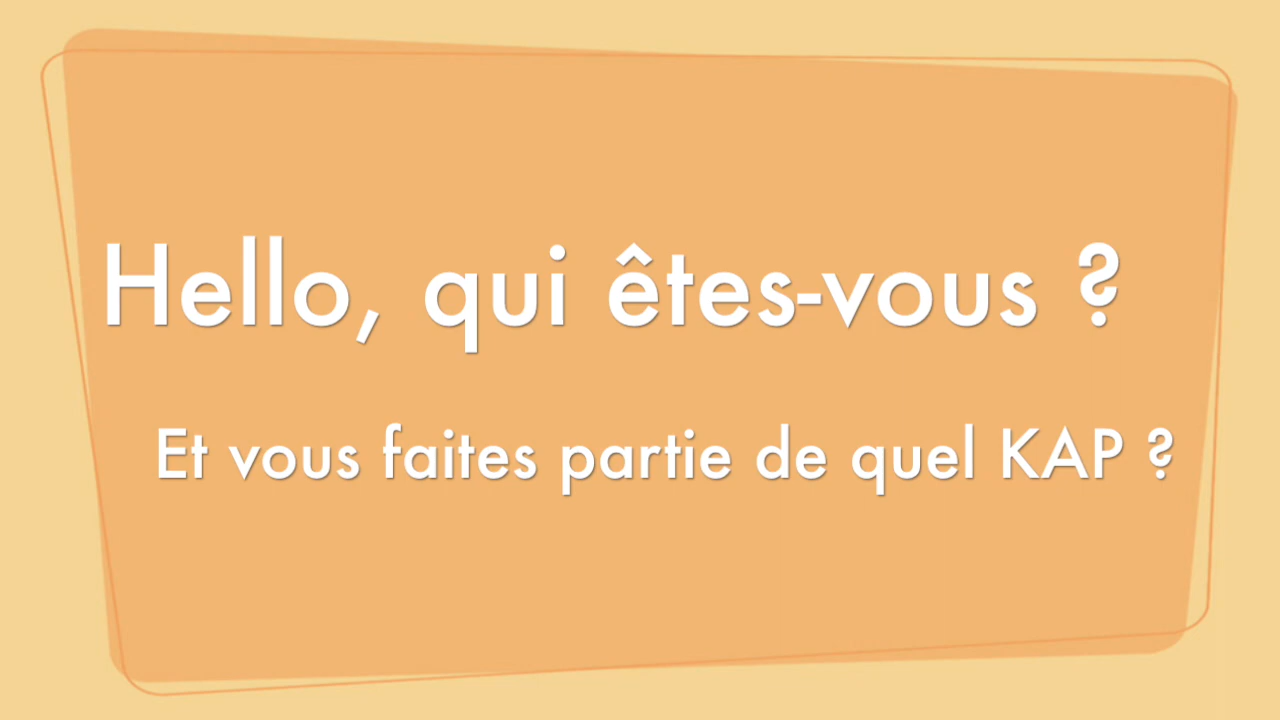 Hello, qui êtes-vous ?
Et vous faites partie de quel KAP ?